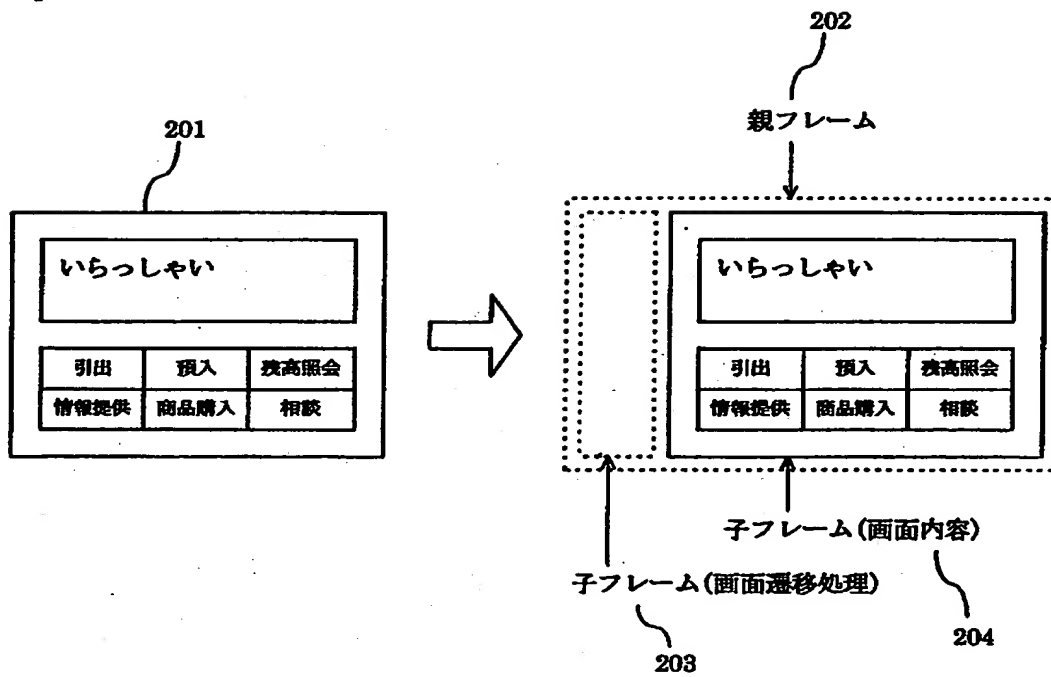 202
親フレーム
201
いらっしゃい
引出 預入 残高照会
情報提供 商品購入 相談
いらっしゃい
引出 預入 残高照会
情報提供 商品購入 相談
子フレーム(画面内容)
204
子フレーム(画面遷移処理)
203